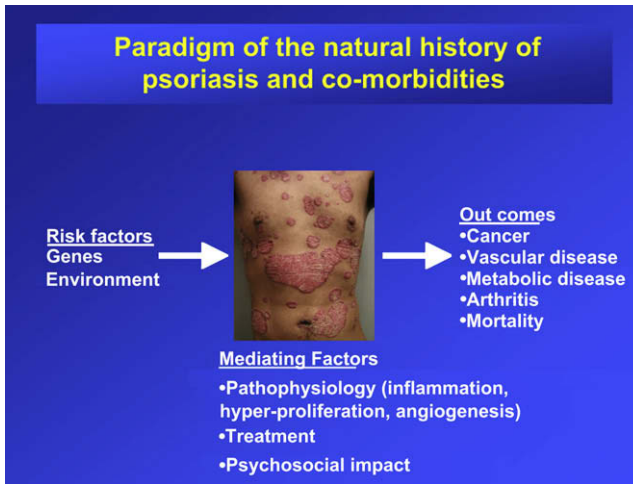 Paradigm of the natural history of
psoriasis and co-morbidities
Risk factors
Genes
Environment
Out comes
•Cancer
•Vascular disease
•Metabolic disease
•Arthritis
•Mortality
Mediating Factors
•Pathophysiology (inflammation,
hyper-proliferation, angiogenesis)
•Treatment
•Psychosocial impact